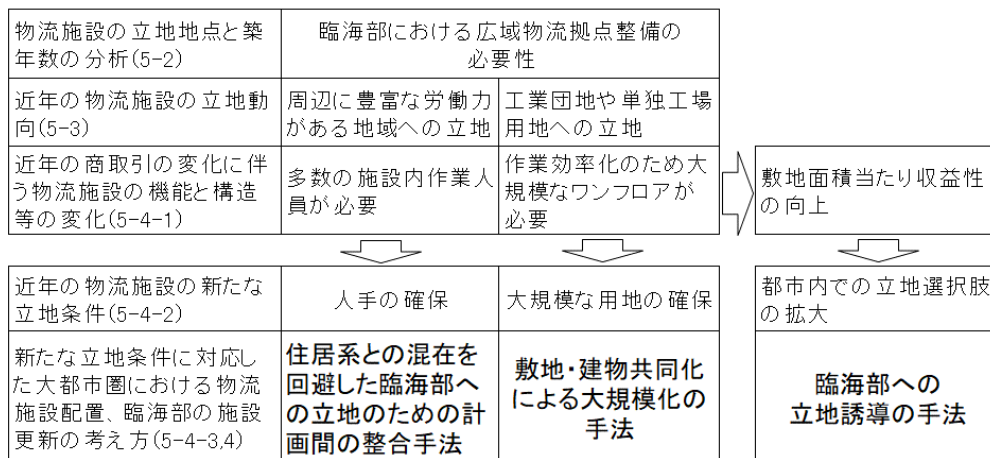 物流施設の立地地点と築
年数の分析(5-2)
臨海部における広域物流拠点整備の
必要性
近年の物流施設の立地動
向(5-3)
周辺に豊富な労働力
がある地域への立地
工業団地や単独工場
用地への立地
近年の商取引の変化に伴
う物流施設の機能と構造
等の変化(5-4-1)
多数の施設内作業人
員が必要
作業効率化のため大
規模なワンフロアが
必要
敷地面積当たり収益性
の向上
近年の物流施設の新たな
立地条件(5-4-2)
人手の確保
大規模な用地の確保
都市内での立地選択肢
の拡大
新たな立地条件に対応し
た大都市圏における物流
施設配置、臨海部の施設
更新の考え方(5-4-3,4)
住居系との混在を
回避した臨海部へ
の立地のための計
画間の整合手法
敷地・建物共同化
による大規模化の
手法
臨海部への
立地誘導の手法